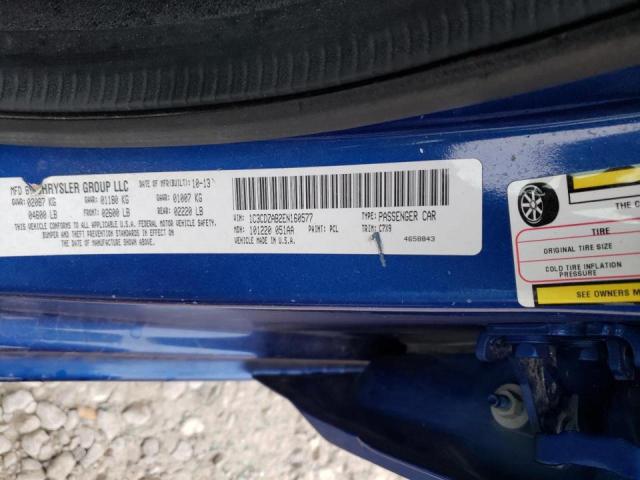 MFD BY CHRYSLER GROUP LLC DATE OF MFR(BUILT): 10-13
GVWR: 02087 KG GAWR: 01180 KG GAWR: 01007 KG
04600 LB FRONT: 02600 LB REAR: 02220 LB
THIS VEHICLE CONFORMS TO ALL APPLICABLE U.S.A. FEDERAL MOTOR VEHICLE SAFETY,
BUMPER AND THEFT PREVENTION STANDARDS IN EFFECT ON THE DATE OF MANUFACTURE SHOWN ABOVE.
MADE IN U.S.A.
VIN: 1C3CDZAB2EN160577 TYPE: PASSENGER CAR
MDH: 101220 051AA PAINT: PCL TRIM: C7X9
4658843
THE C
TIRE
ORIGINAL TIRE SIZE
COLD TIRE INFLATION
PRESSURE
SEE OWNERS M